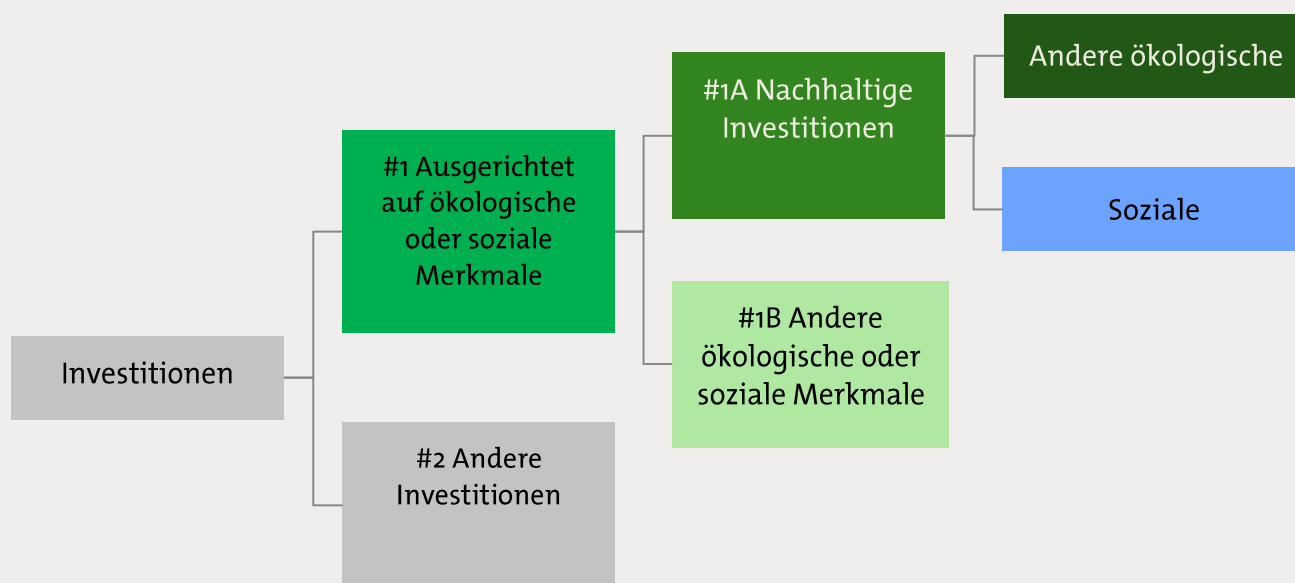 Investitionen
#1 Ausgerichtet
auf ökologische
oder soziale
Merkmale
#2 Andere
Investitionen
#1A Nachhaltige
Investitionen
#1B Andere
ökologische oder
soziale Merkmale
Andere ökologische
Soziale